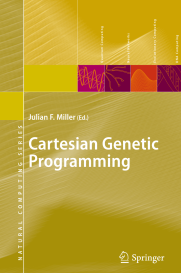 Julian F. Miller (Ed.)
Cartesian Genetic
Programming
NATURAL COMPUTING SERIES
Springer